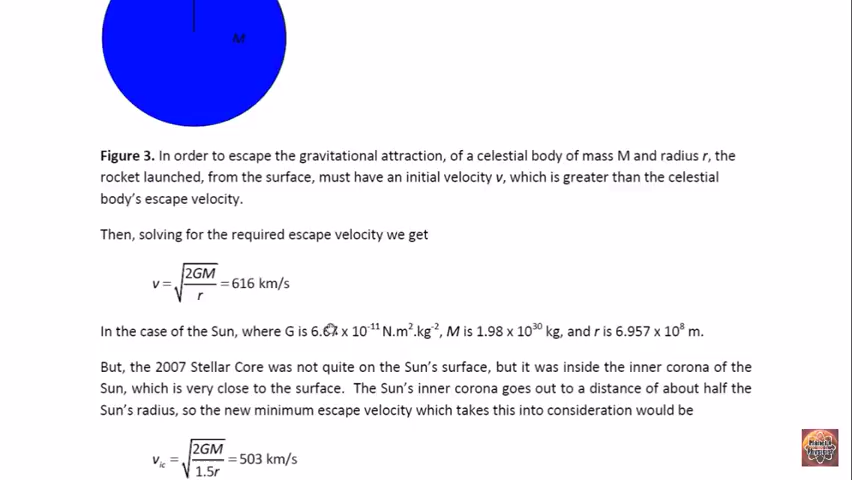 M
Figure 3. In order to escape the gravitational attraction, of a celestial body of mass M and radius r, the
rocket launched, from the surface, must have an initial velocity v, which is greater than the celestial
body's escape velocity.
Then, solving for the required escape velocity we get
v = √(2GM/r) = 616 km/s
In the case of the Sun, where G is 6.67 x 10⁻¹¹ N.m².kg⁻², M is 1.98 x 10³⁰ kg, and r is 6.957 x 10⁸ m.
But, the 2007 Stellar Core was not quite on the Sun's surface, but it was inside the inner corona of the
Sun, which is very close to the surface. The Sun's inner corona goes out to a distance of about half the
Sun's radius, so the new minimum escape velocity which takes this into consideration would be
v_ic = √(2GM/1.5r) = 503 km/s